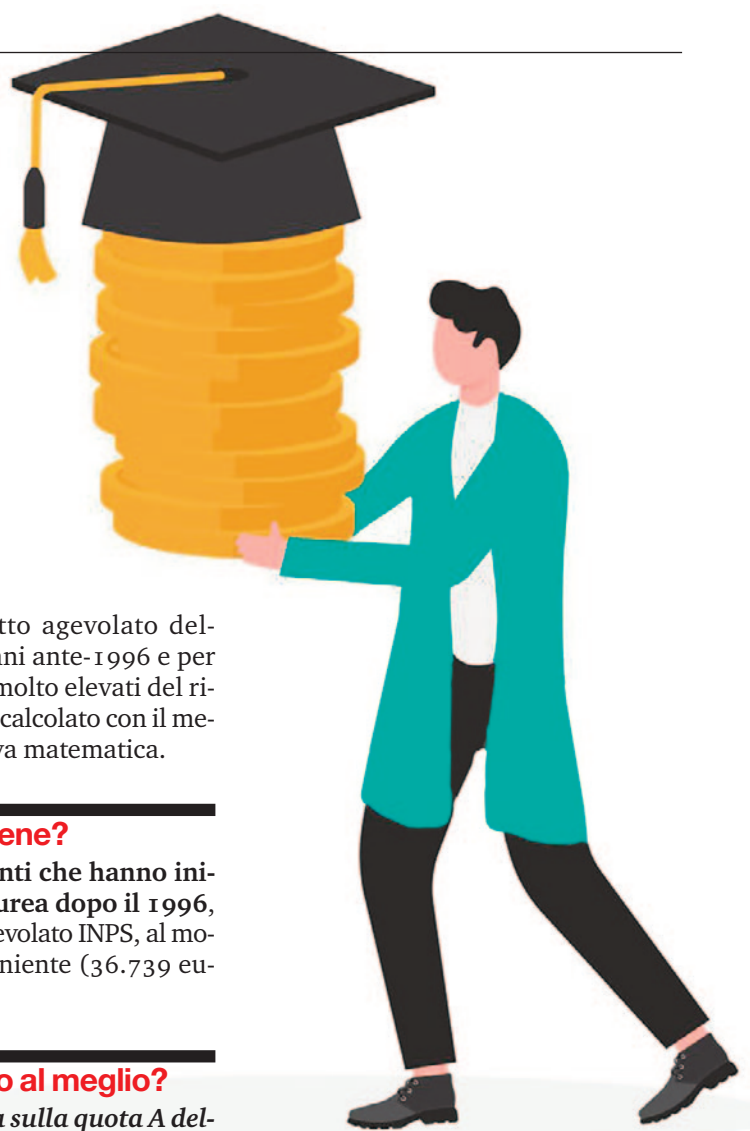 tto agevolato del-
nni ante-1996 e per
molto elevati del ri-
calcolato con il me-
va matematica.
ene?
nti che hanno ini-
urea dopo il 1996,
evolato INPS, al mo-
niente (36.739 eu-
o al meglio?
a sulla quota A del-